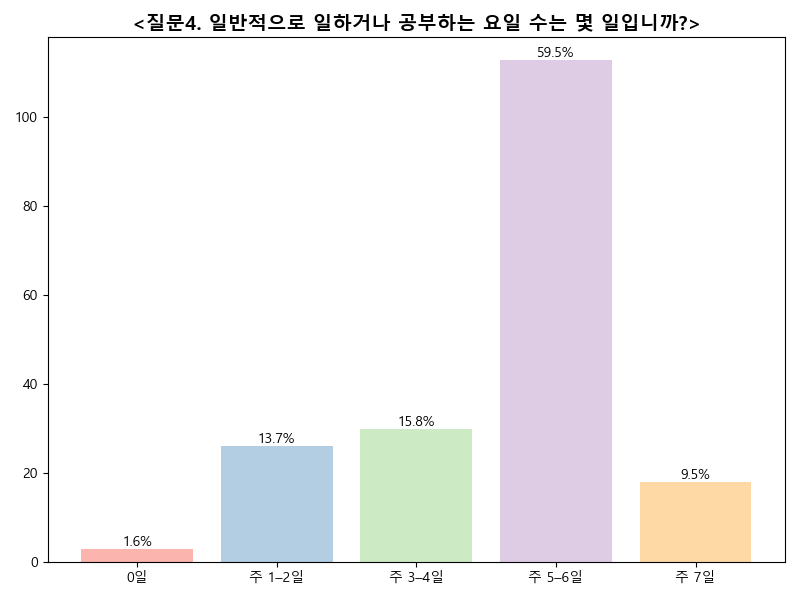 <질문4. 일반적으로 일하거나 공부하는 요일 수는 몇 일입니까?>
59.5%
100
80
60
40
15.8%
13.7%
20
9.5%
1.6%
0
0일
주 1–2일
주 3–4일
주 5–6일
주 7일